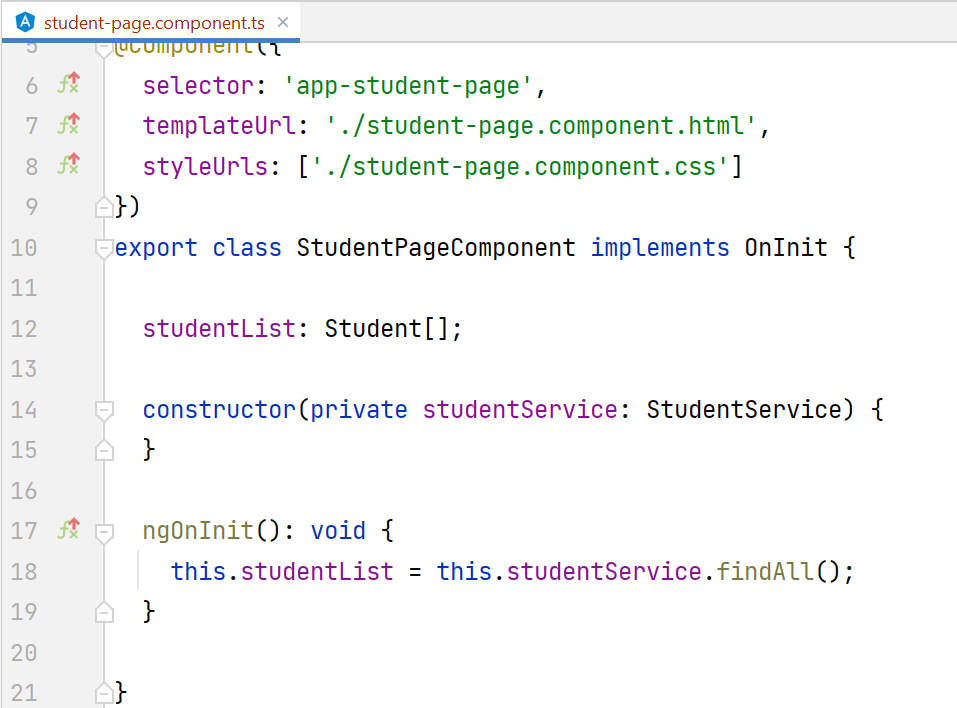 student-page.component.ts
5 @Component({
6 selector: 'app-student-page',
7 templateUrl: './student-page.component.html',
8 styleUrls: ['./student-page.component.css']
9 })
10 export class StudentPageComponent implements OnInit {
11
12 studentList: Student[];
13
14 constructor(private studentService: StudentService) {
15 }
16
17 ngOnInit(): void {
18 this.studentList = this.studentService.findAll();
19 }
20
21 }